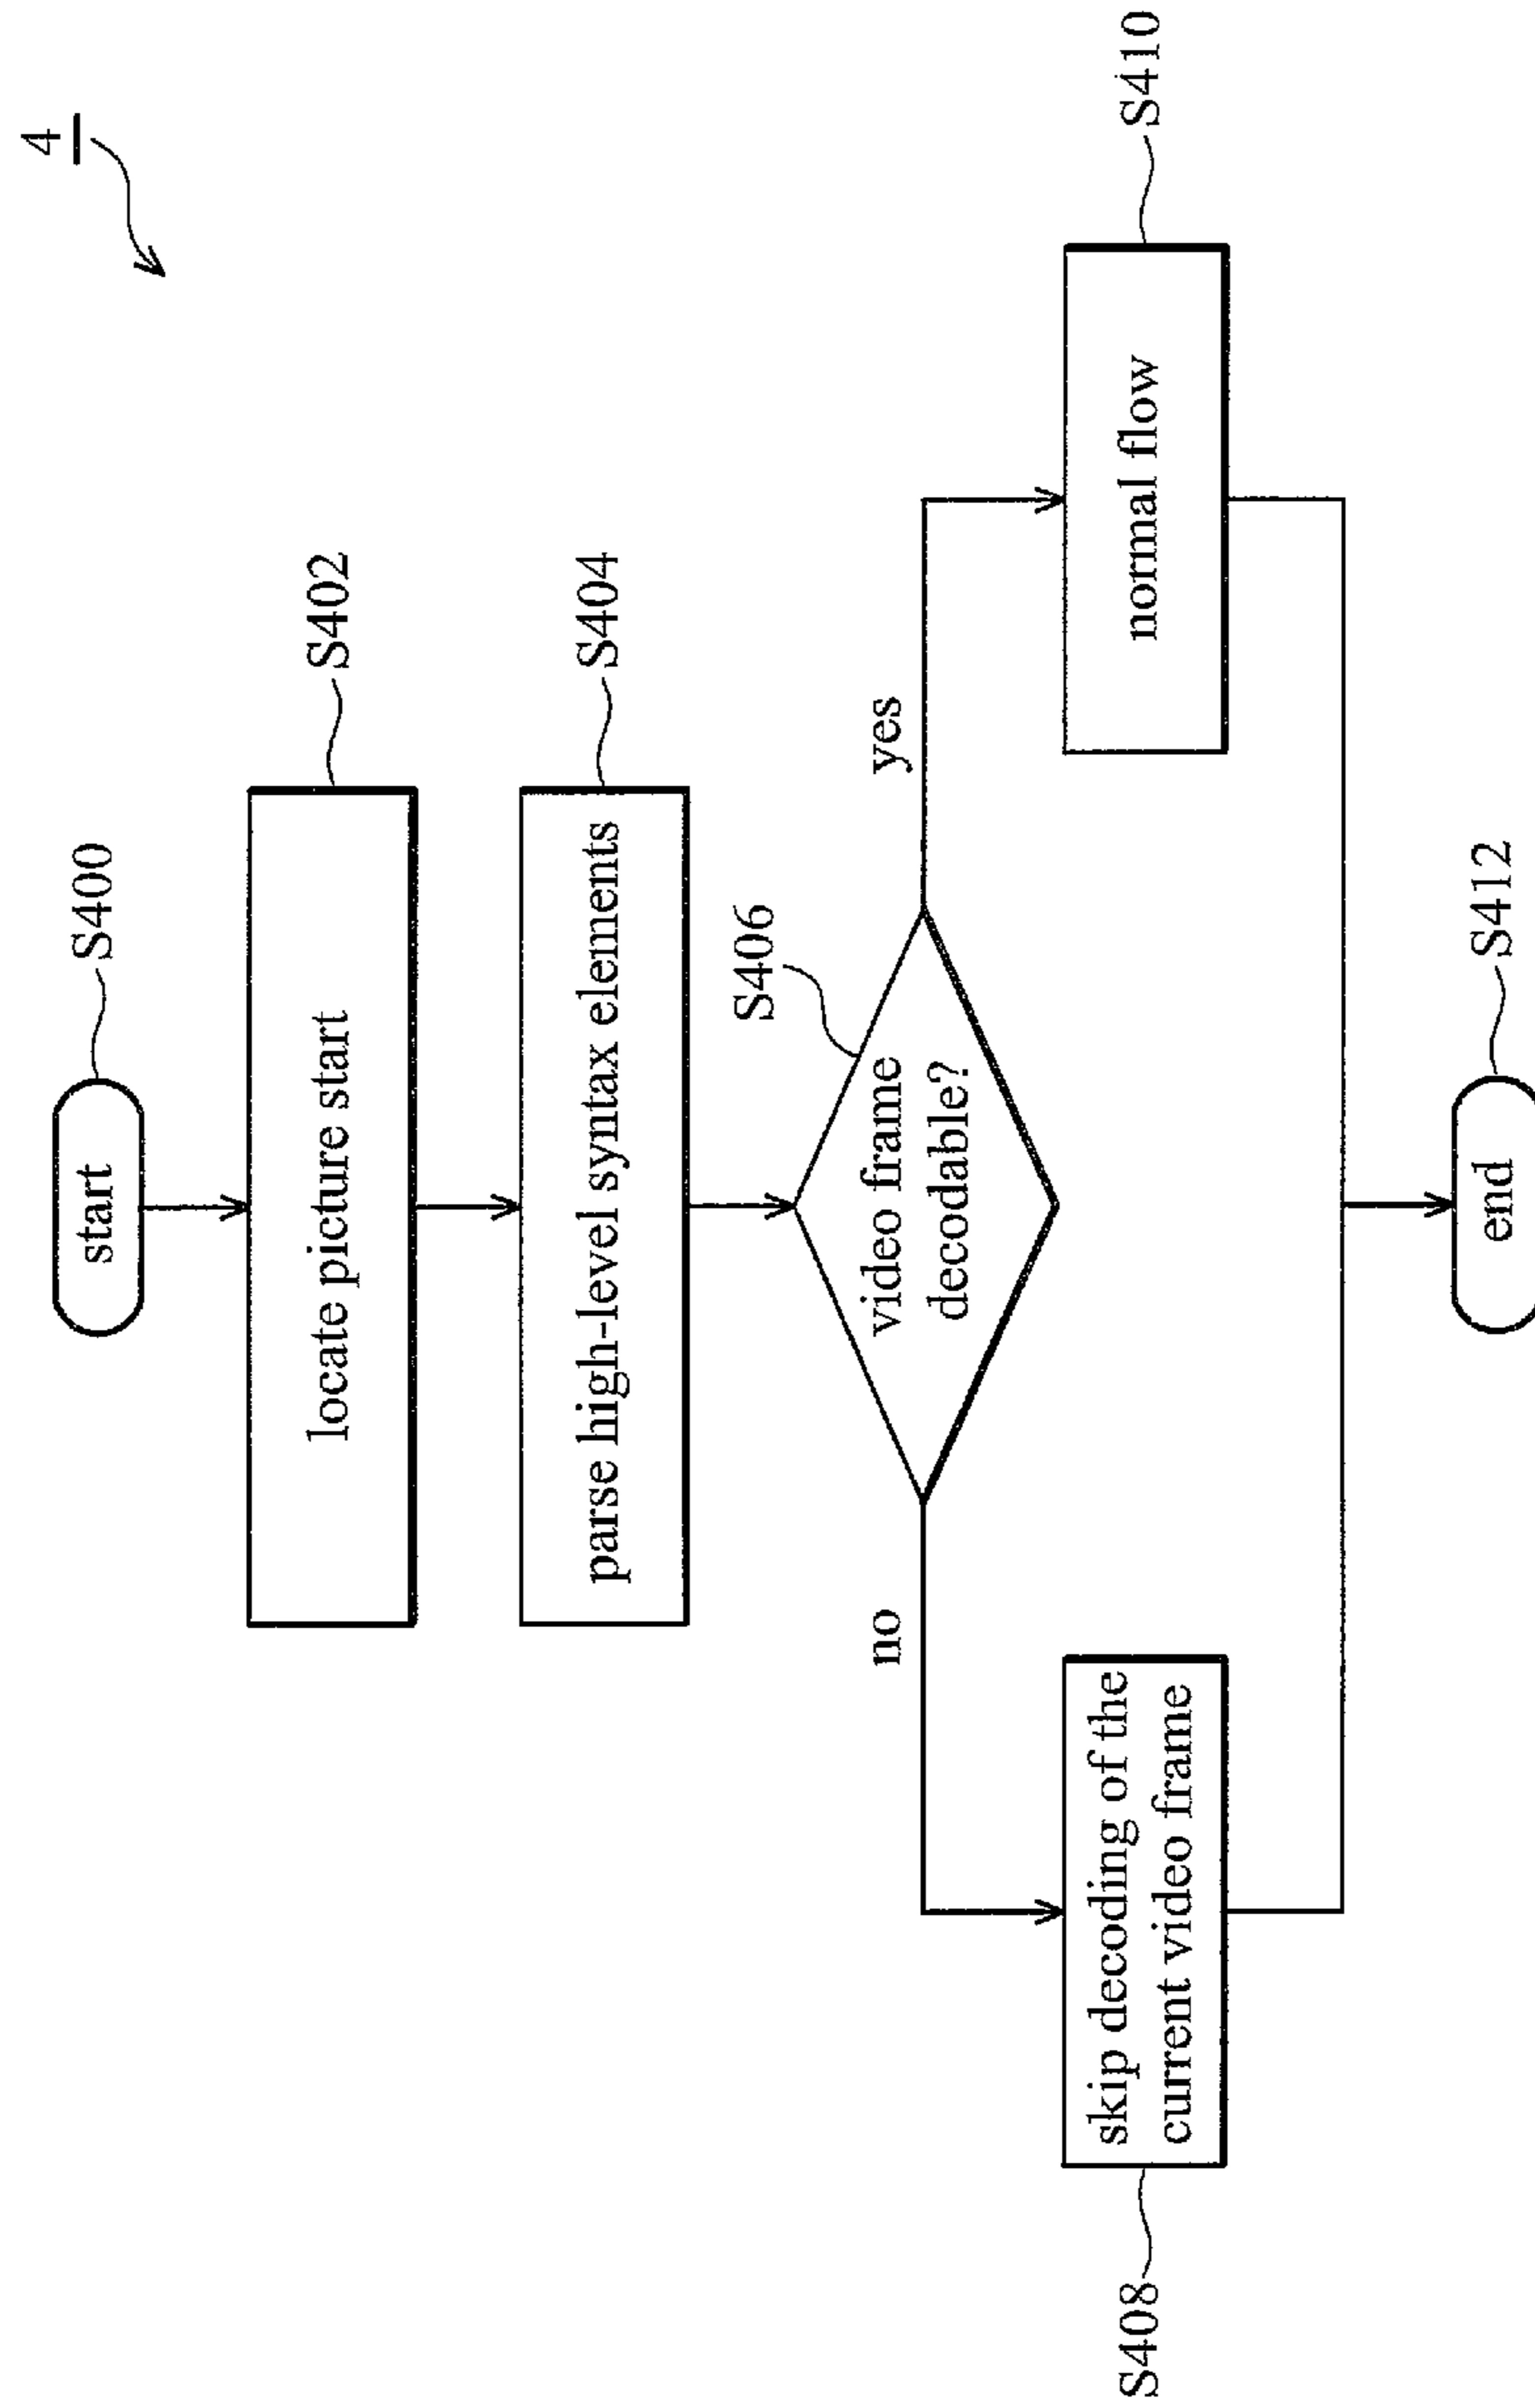 4
start
S400
locate picture start
S402
parse high-level syntax elements
S404
video frame
decodable?
S406
no
yes
skip decoding of the
current video frame
S408
normal flow
S410
end
S412